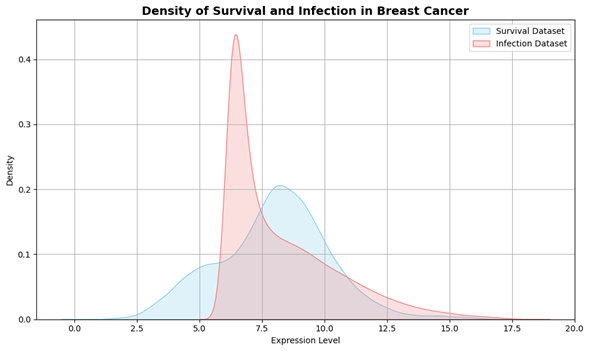 Density of Survival and Infection in Breast Cancer
Survival Dataset
Infection Dataset
Density
0.4
0.3
0.2
0.1
0.0
0.0 2.5 5.0 7.5 10.0 12.5 15.0 17.5 20.0
Expression Level